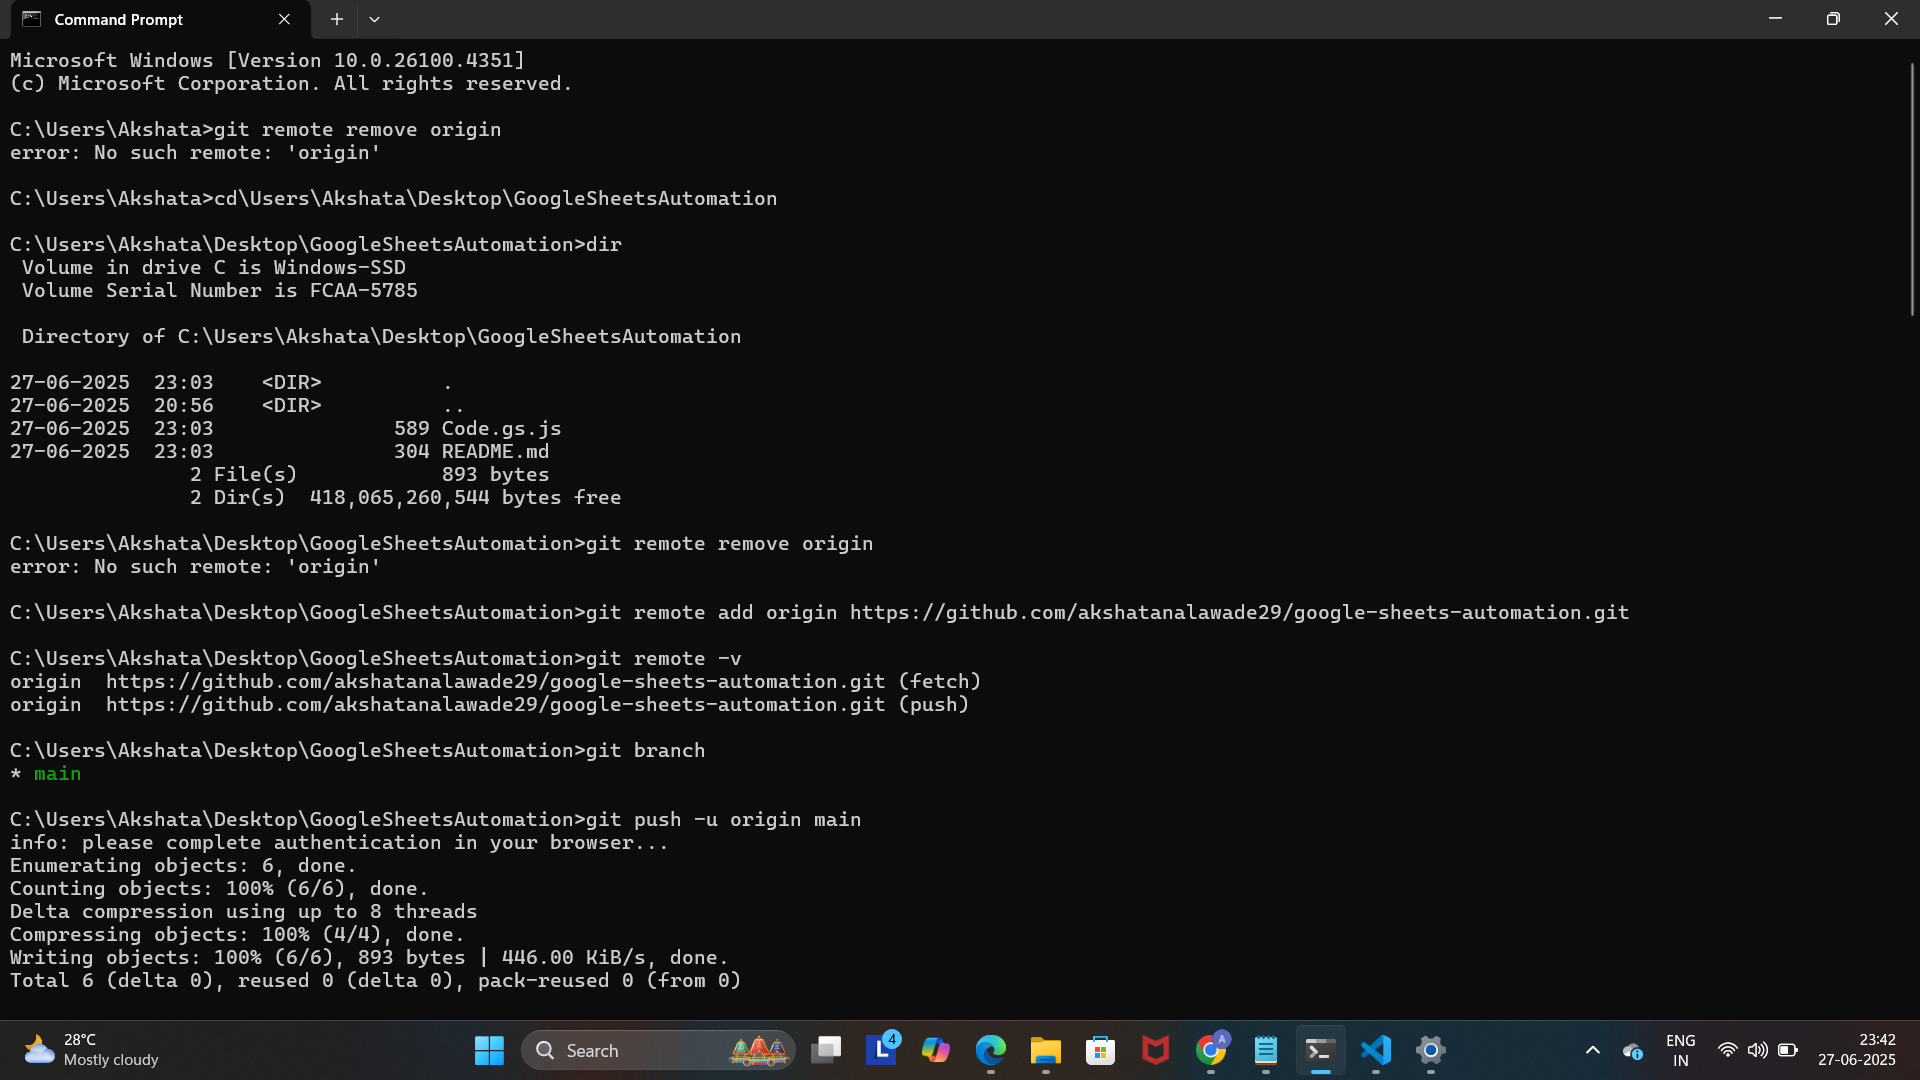 Command Prompt
Microsoft Windows [Version 10.0.26100.4351]
(c) Microsoft Corporation. All rights reserved.
C:\Users\Akshata>git remote remove origin
error: No such remote: 'origin'
C:\Users\Akshata>cd\Users\Akshata\Desktop\GoogleSheetsAutomation
C:\Users\Akshata\Desktop\GoogleSheetsAutomation>dir
 Volume in drive C is Windows-SSD
 Volume Serial Number is FCAA-5785
 Directory of C:\Users\Akshata\Desktop\GoogleSheetsAutomation
27-06-2025  23:03    <DIR>          .
27-06-2025  20:56    <DIR>          ..
27-06-2025  23:03               589 Code.gs.js
27-06-2025  23:03               304 README.md
               2 File(s)            893 bytes
               2 Dir(s)  418,065,260,544 bytes free
C:\Users\Akshata\Desktop\GoogleSheetsAutomation>git remote remove origin
error: No such remote: 'origin'
C:\Users\Akshata\Desktop\GoogleSheetsAutomation>git remote add origin https://github.com/akshatanalawade29/google-sheets-automation.git
C:\Users\Akshata\Desktop\GoogleSheetsAutomation>git remote -v
origin  https://github.com/akshatanalawade29/google-sheets-automation.git (fetch)
origin  https://github.com/akshatanalawade29/google-sheets-automation.git (push)
C:\Users\Akshata\Desktop\GoogleSheetsAutomation>git branch
* main
C:\Users\Akshata\Desktop\GoogleSheetsAutomation>git push -u origin main
info: please complete authentication in your browser...
Enumerating objects: 6, done.
Counting objects: 100% (6/6), done.
Delta compression using up to 8 threads
Compressing objects: 100% (4/4), done.
Writing objects: 100% (6/6), 893 bytes | 446.00 KiB/s, done.
Total 6 (delta 0), reused 0 (delta 0), pack-reused 0 (from 0)
28°C
Mostly cloudy
Search
L
4
A
ENG
IN
23:42
27-06-2025